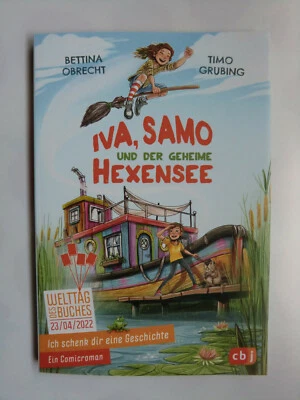 BETTINA
OBRECHT
TIMO
GRUBING
IVA, SAMO
UND DER GEHEIME
HEXENSEE
WELTTAG
DES
BUCHES
23/04/2022
Ich schenk dir eine Geschichte
Ein Comicroman
cbj